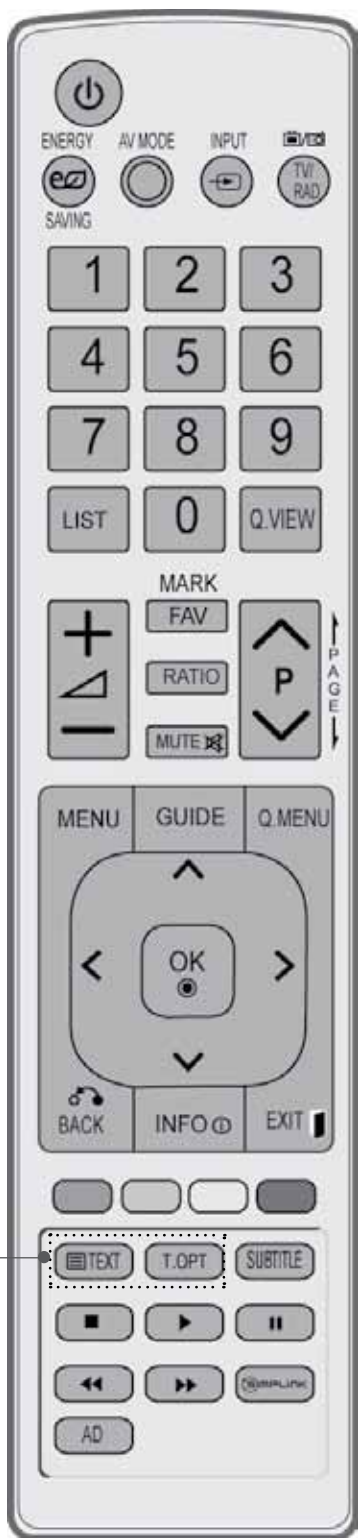 ENERGY AV MODE INPUT
TV/
RAD
SAVING
1 2 3
4 5 6
7 8 9
LIST 0 Q.VIEW
MARK
FAV
RATIO
P
PAGE
MUTE
MENU GUIDE Q.MENU
OK
BACK INFO EXIT
TEXT T.OPT SUBTITLE
SIMPLINK
AD